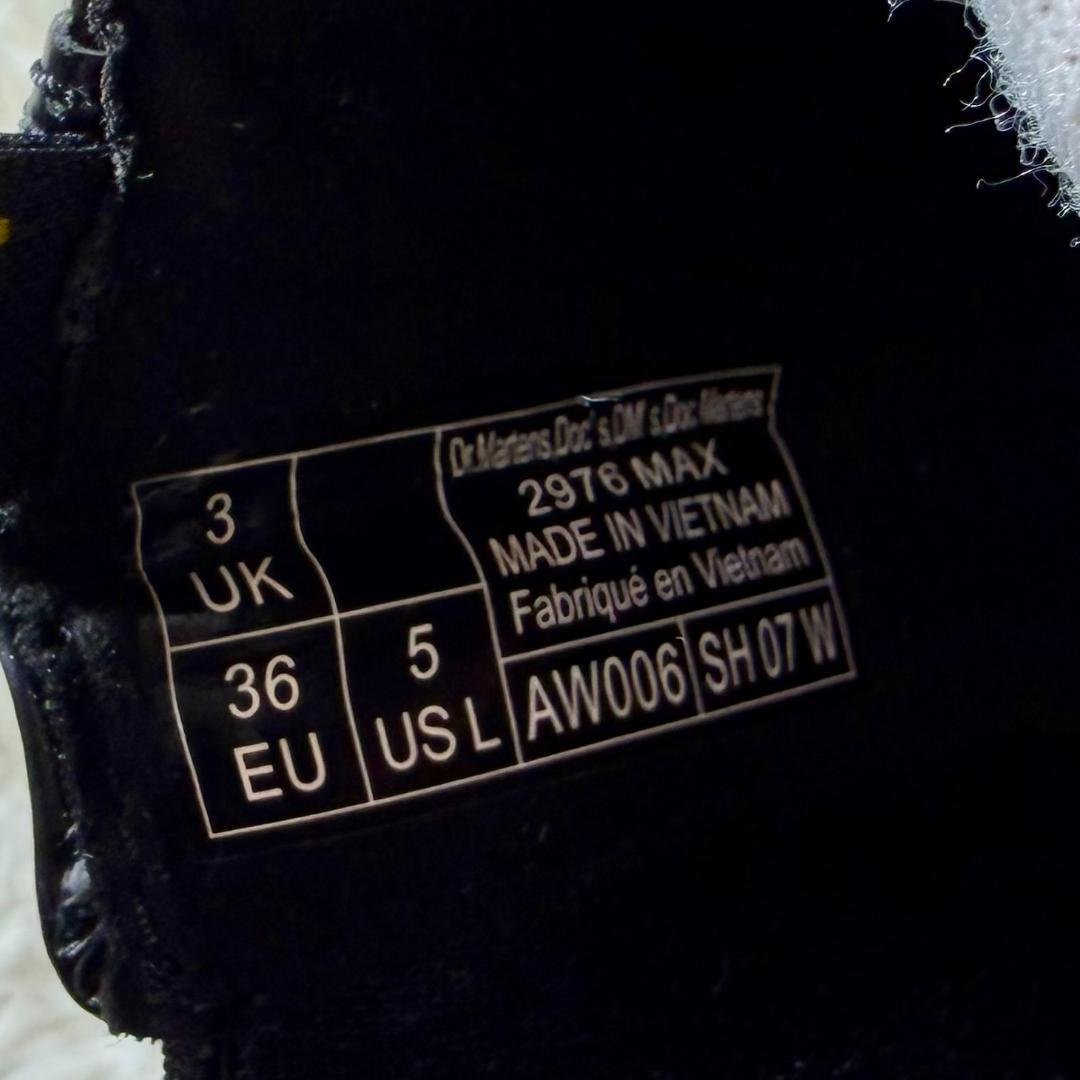 3
UK
36
EU
5
US L
Dr.Martens.Doc's.DM's.Doc Martens
2976 MAX
MADE IN VIETNAM
Fabriqué en Vietnam
AW006
SH 07 W